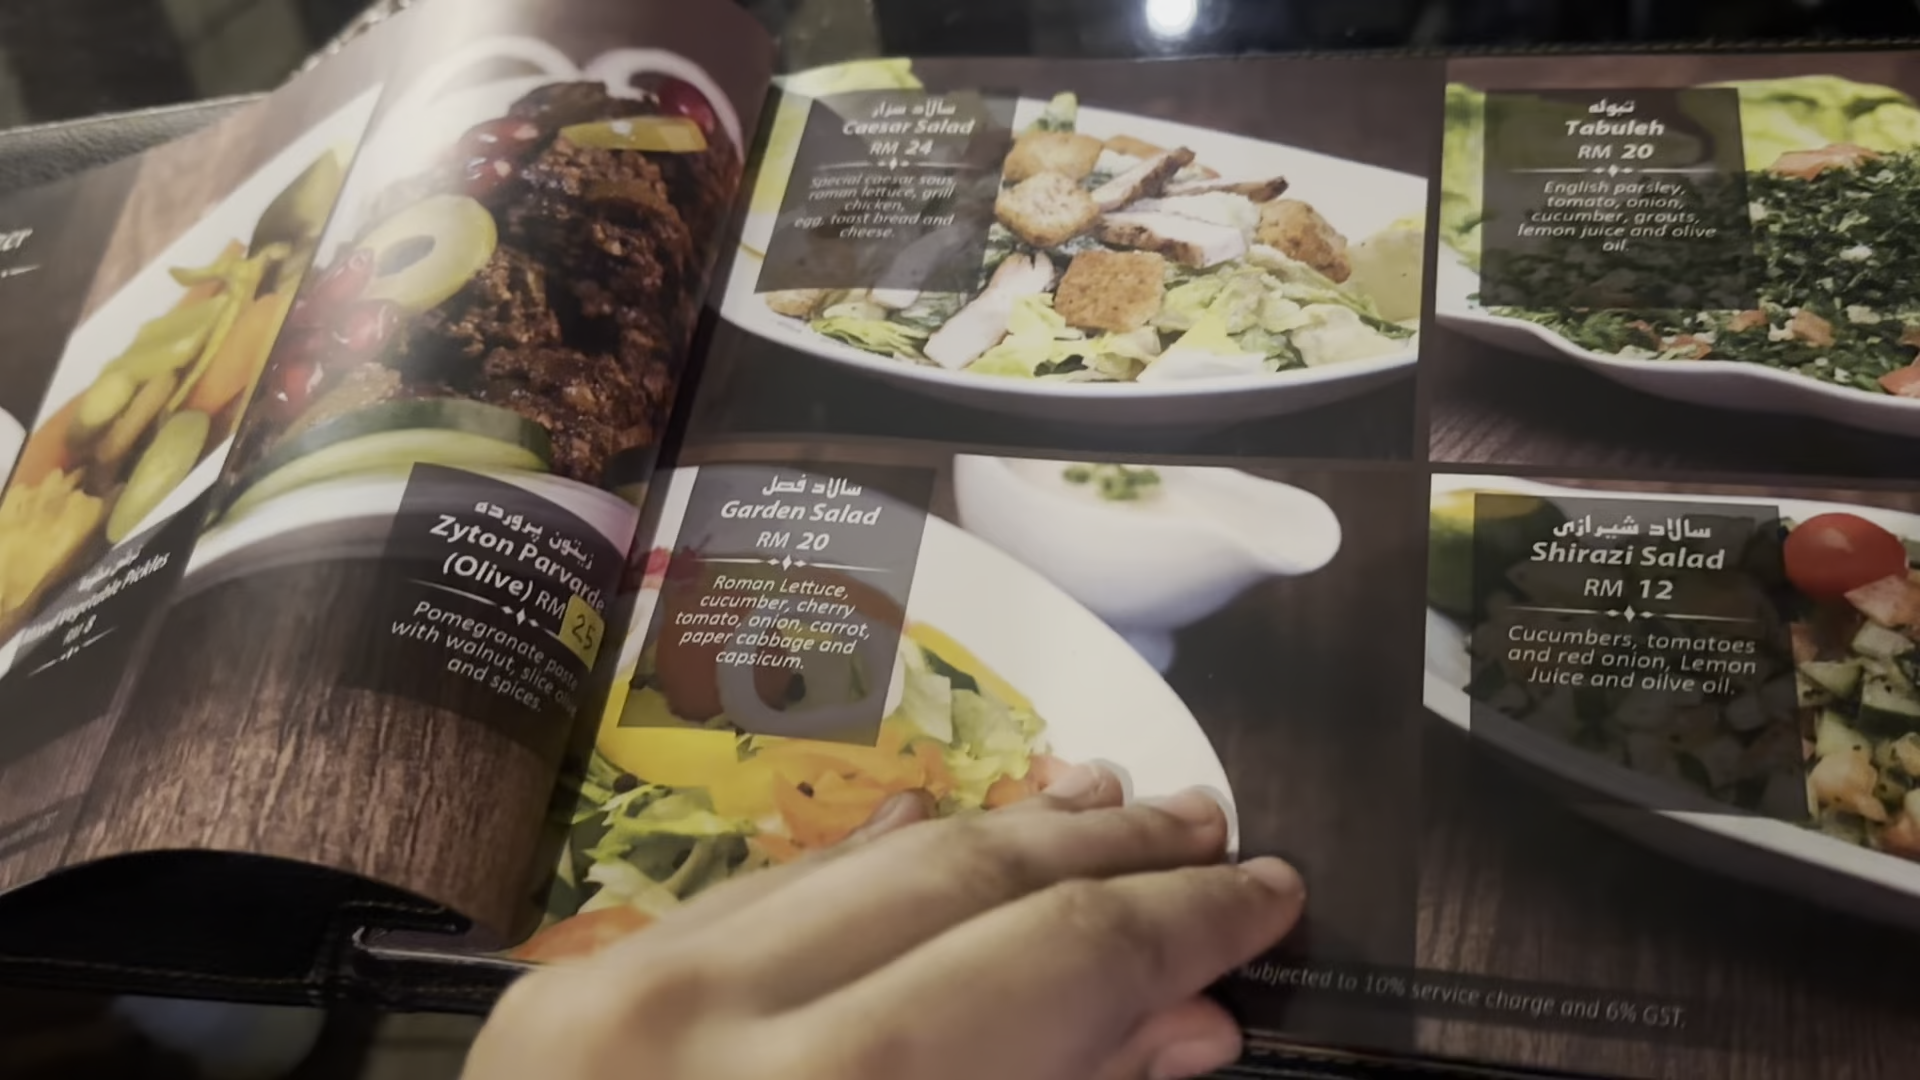 زيتون پرورده
Zyton Parvarde
(Olive) RM 25
Pomegranate paste
with walnut, slice
and spices.
Vegetable Pickles
RM 8
سالاد سزار
Caesar Salad
RM 24
Special caesar sous,
roman lettuce, grill
chicken,
egg, toast bread and
cheese.
تبوله
Tabuleh
RM 20
English parsley,
tomato, onion,
cucumber, grouts,
lemon juice and olive
oil.
سالاد فصل
Garden Salad
RM 20
Roman Lettuce,
cucumber, cherry
tomato, onion, carrot,
paper cabbage and
capsicum.
سالاد شیرازی
Shirazi Salad
RM 12
Cucumbers, tomatoes
and red onion, Lemon
Juice and oilve oil.
subjected to 10% service charge and 6% GST.